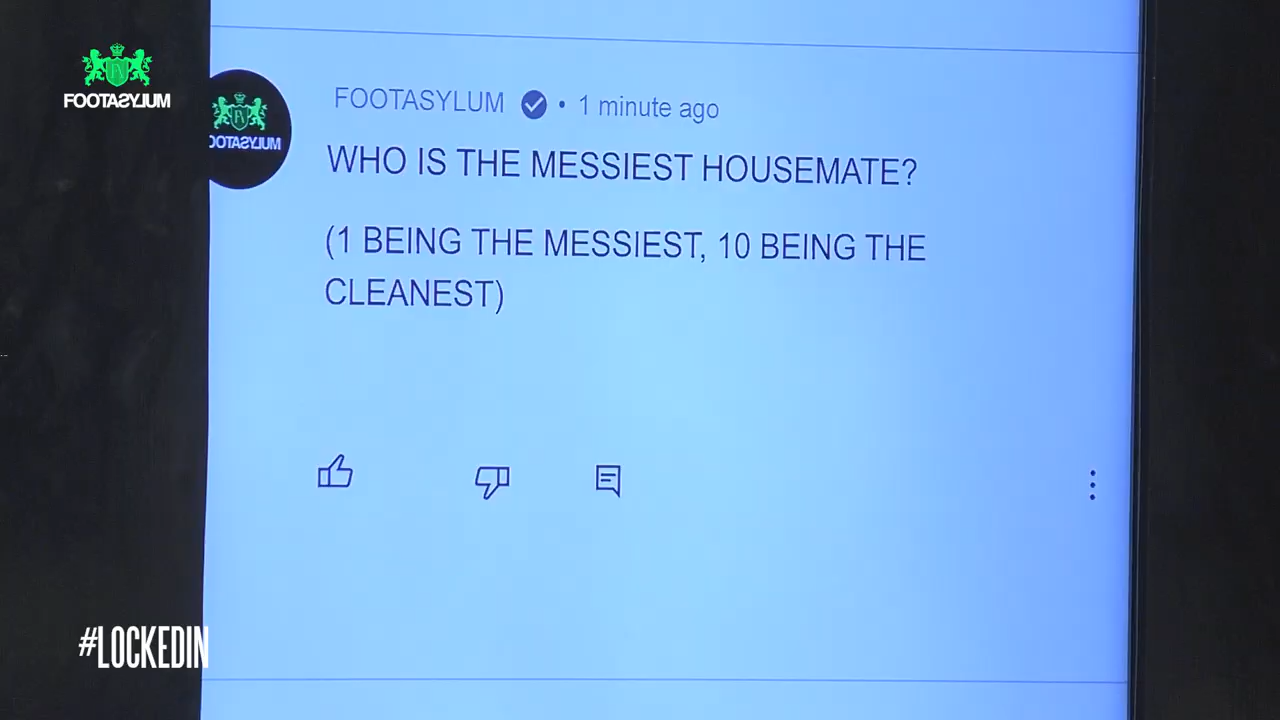 FOOTASYLUM
FOOTASYLUM
FOOTASYLUM • 1 minute ago
WHO IS THE MESSIEST HOUSEMATE?
(1 BEING THE MESSIEST, 10 BEING THE
CLEANEST)
#LOCKEDIN